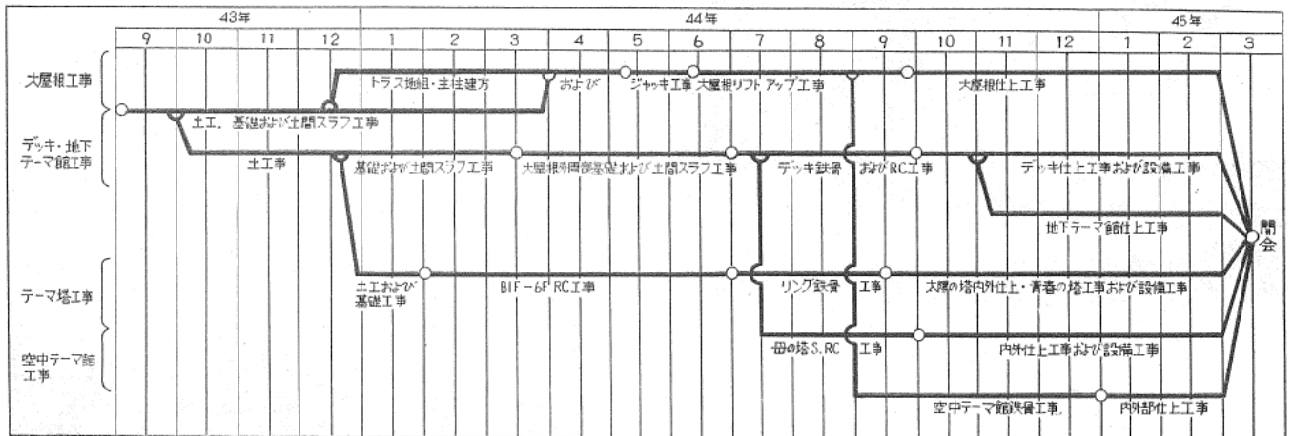 43年 44年 45年
9 10 11 12 1 2 3 4 5 6 7 8 9 10 11 12 1 2 3
大屋根工事
トラス地組・主柱建方 および ジャッキ工事 大屋根リフトアップ工事 大屋根仕上工事
土工、基礎および土間スラブ工事
デッキ・地下
テーマ館工事
土工事 基礎および土間スラブ工事 大屋根外周部基礎および土間スラブ工事 デッキ鉄骨 およびRC工事 デッキ仕上工事および設備工事
地下テーマ館仕上工事
開会
テーマ塔工事
土工および
基礎工事
B1F-6F RC工事 リング鉄骨 工事 太陽の塔内外仕上・青春の塔工事および設備工事
母の塔S.RC 工事 内外仕上工事および設備工事
空中テーマ館
工事
空中テーマ館鉄骨工事 内外部仕上工事